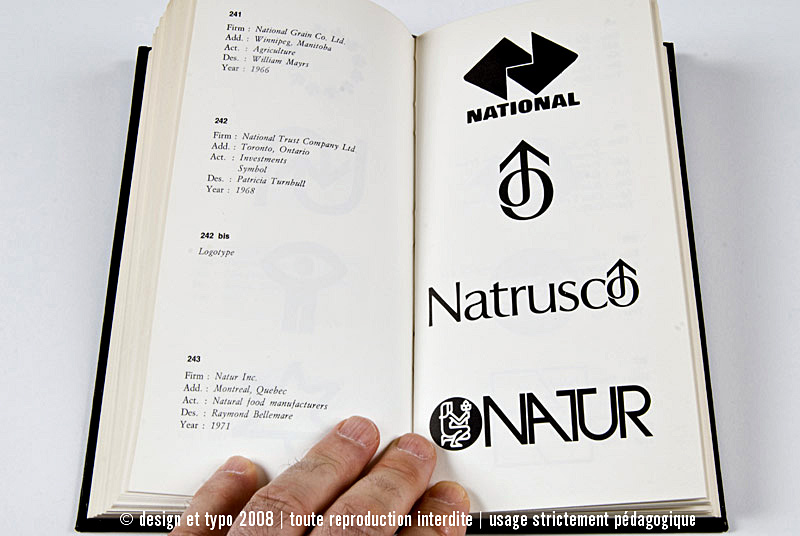 241
Firm : National Grain Co. Ltd.
Add. : Winnipeg, Manitoba
Act. : Agriculture
Des. : William Mayrs
Year : 1966
242
Firm : National Trust Company Ltd
Add. : Toronto, Ontario
Act. : Investments
Symbol
Des. : Patricia Turnbull
Year : 1968
242 bis
Logotype
243
Firm : Natur Inc.
Add. : Montreal, Quebec
Act. : Natural food manufacturers
Des. : Raymond Bellemare
Year : 1971
NATIONAL
Natrusco
NATUR
© design et typo 2008 | toute reproduction interdite | usage strictement pédagogique